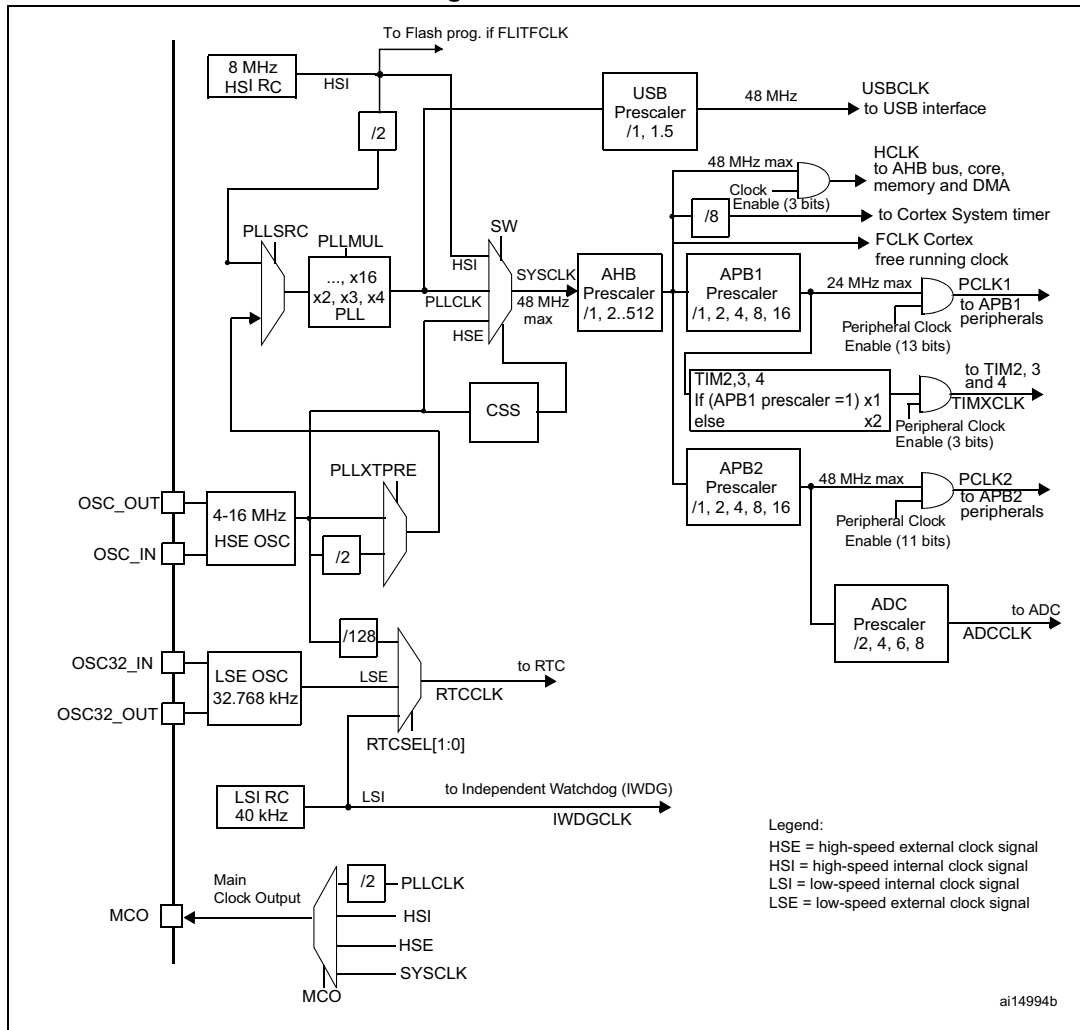 To Flash prog. if FLITFCLK
8 MHz
HSI RC
HSI
/2
USB
Prescaler
/1, 1.5
48 MHz
USBCLK
to USB interface
48 MHz max
Clock
Enable (3 bits)
HCLK
to AHB bus, core,
memory and DMA
/8
to Cortex System timer
FCLK Cortex
free running clock
PLLSRC
PLLMUL
..., x16
x2, x3, x4
PLL
SW
HSI
PLLCLK
HSE
SYSCLK
48 MHz
max
AHB
Prescaler
/1, 2..512
APB1
Prescaler
/1, 2, 4, 8, 16
24 MHz max
PCLK1
to APB1
peripherals
Peripheral Clock
Enable (13 bits)
TIM2,3, 4
If (APB1 prescaler =1) x1
else x2
to TIM2, 3
and 4
TIMXCLK
Peripheral Clock
Enable (3 bits)
CSS
APB2
Prescaler
/1, 2, 4, 8, 16
48 MHz max
PCLK2
to APB2
peripherals
Peripheral Clock
Enable (11 bits)
PLLXTPRE
OSC_OUT
OSC_IN
4-16 MHz
HSE OSC
/2
ADC
Prescaler
/2, 4, 6, 8
to ADC
ADCCLK
/128
OSC32_IN
OSC32_OUT
LSE OSC
32.768 kHz
LSE
to RTC
RTCCLK
RTCSEL[1:0]
LSI RC
40 kHz
LSI
to Independent Watchdog (IWDG)
IWDGCLK
Legend:
HSE = high-speed external clock signal
HSI = high-speed internal clock signal
LSI = low-speed internal clock signal
LSE = low-speed external clock signal
Main
Clock Output
MCO
/2
PLLCLK
HSI
HSE
SYSCLK
MCO
ai14994b